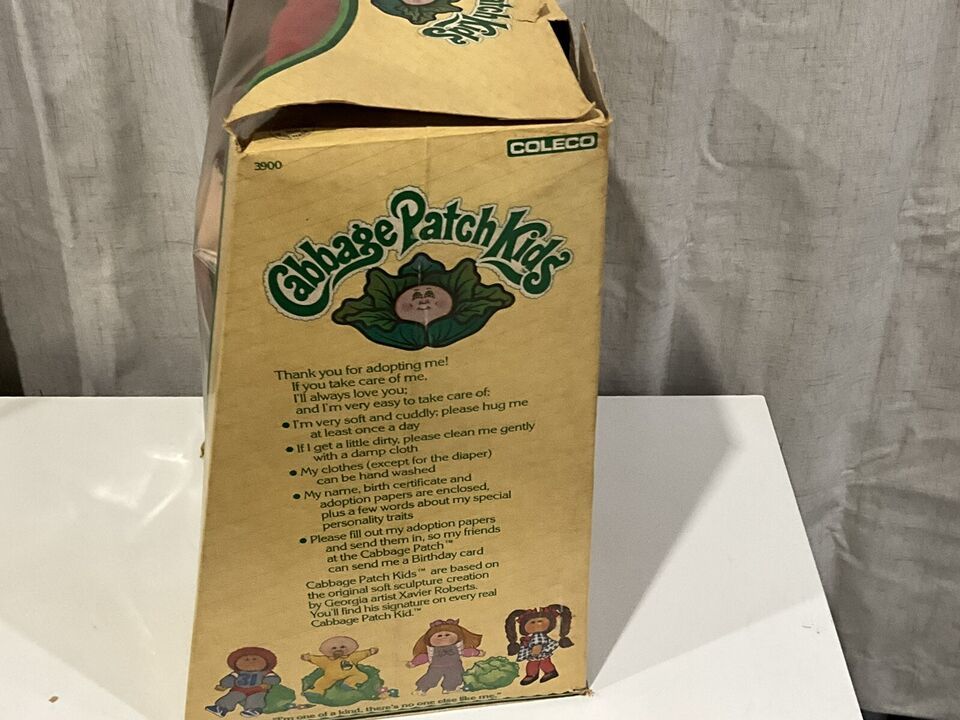 Patch Kids
3900
COLECO
Cabbage Patch Kids
Thank you for adopting me!
If you take care of me,
I'll always love you;
and I'm very easy to take care of:
• I'm very soft and cuddly; please hug me
at least once a day
• If I get a little dirty, please clean me gently
with a damp cloth
• My clothes (except for the diaper)
can be hand washed
• My name, birth certificate and
adoption papers are enclosed,
plus a few words about my special
personality traits
• Please fill out my adoption papers
and send them in, so my friends
at the Cabbage Patch™
can send me a Birthday card
Cabbage Patch Kids™ are based on
the original soft sculpture creation
by Georgia artist Xavier Roberts.
You'll find his signature on every real
Cabbage Patch Kid.™
31
"I'm one of a kind, there's no one else like me."